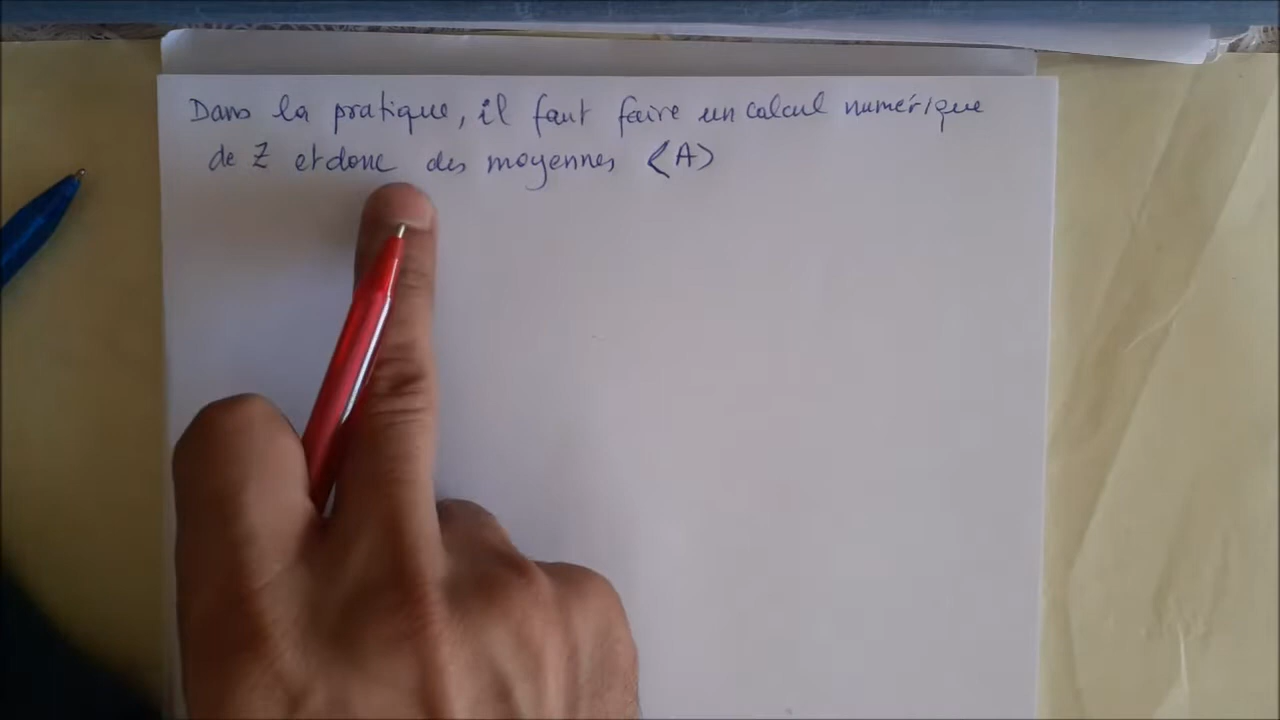 Dans la pratique, il faut faire un calcul numérique
de Z et donc des moyennes <A>